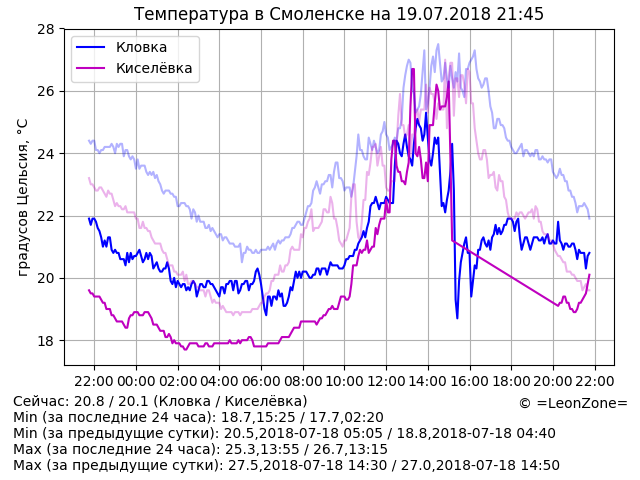 Температура в Смоленске на 19.07.2018 21:45
градусов Цельсия, °C
28
26
24
22
20
18
Кловка
Киселёвка
22:00 00:00 02:00 04:00 06:00 08:00 10:00 12:00 14:00 16:00 18:00 20:00 22:00
Сейчас: 20.8 / 20.1 (Кловка / Киселёвка)
© =LeonZone=
Min (за последние 24 часа): 18.7,15:25 / 17.7,02:20
Min (за предыдущие сутки): 20.5,2018-07-18 05:05 / 18.8,2018-07-18 04:40
Max (за последние 24 часа): 25.3,13:55 / 26.7,13:15
Max (за предыдущие сутки): 27.5,2018-07-18 14:30 / 27.0,2018-07-18 14:50